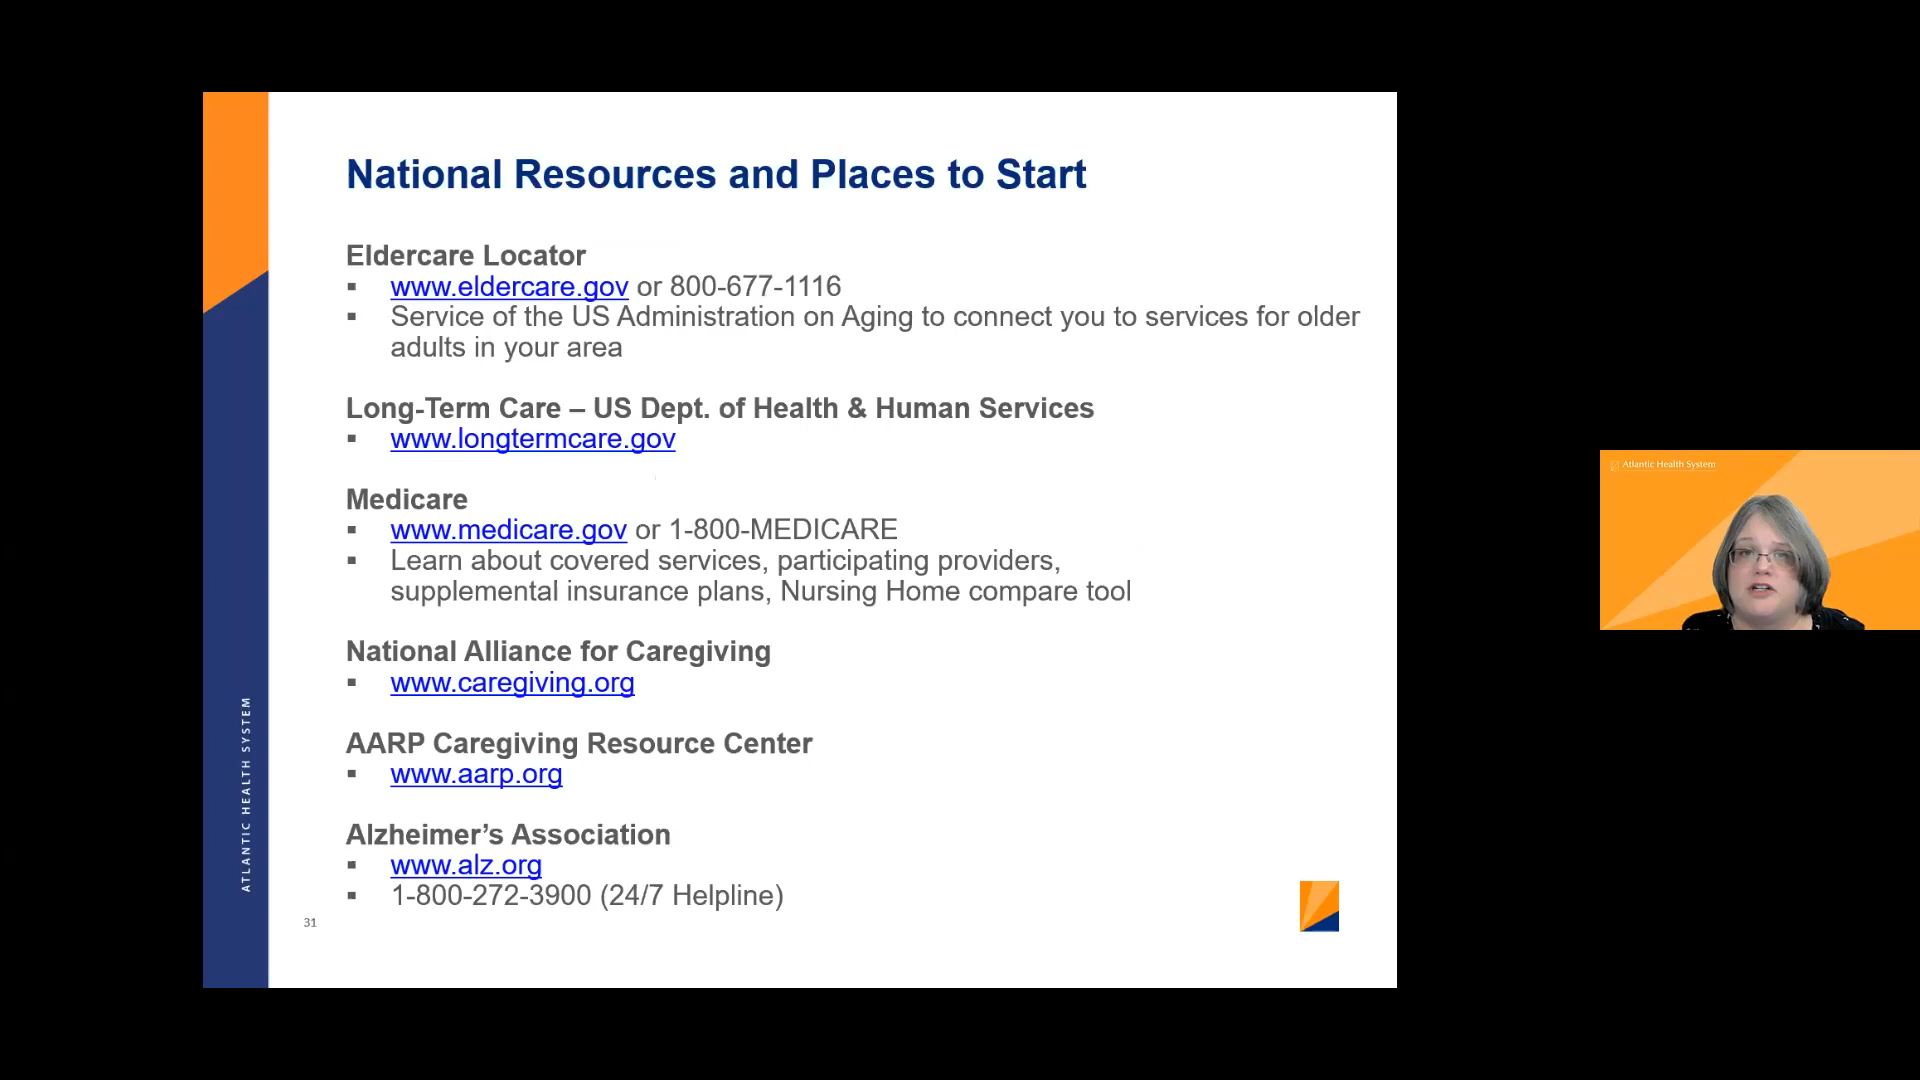 National Resources and Places to Start
Eldercare Locator
▪ www.eldercare.gov or 800-677-1116
▪ Service of the US Administration on Aging to connect you to services for older
adults in your area
Long-Term Care – US Dept. of Health & Human Services
▪ www.longtermcare.gov
Medicare
▪ www.medicare.gov or 1-800-MEDICARE
▪ Learn about covered services, participating providers,
supplemental insurance plans, Nursing Home compare tool
National Alliance for Caregiving
▪ www.caregiving.org
AARP Caregiving Resource Center
▪ www.aarp.org
Alzheimer’s Association
▪ www.alz.org
▪ 1-800-272-3900 (24/7 Helpline)
31
ATLANTIC HEALTH SYSTEM
Atlantic Health System